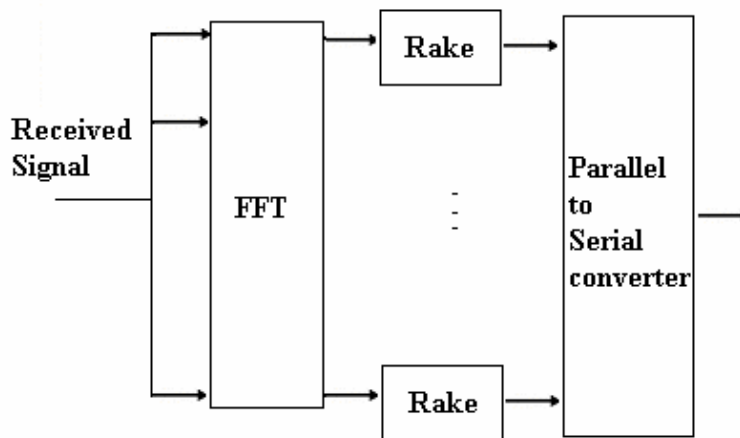 Rake
Received
Signal
FFT
Parallel
to
Serial
converter
Rake